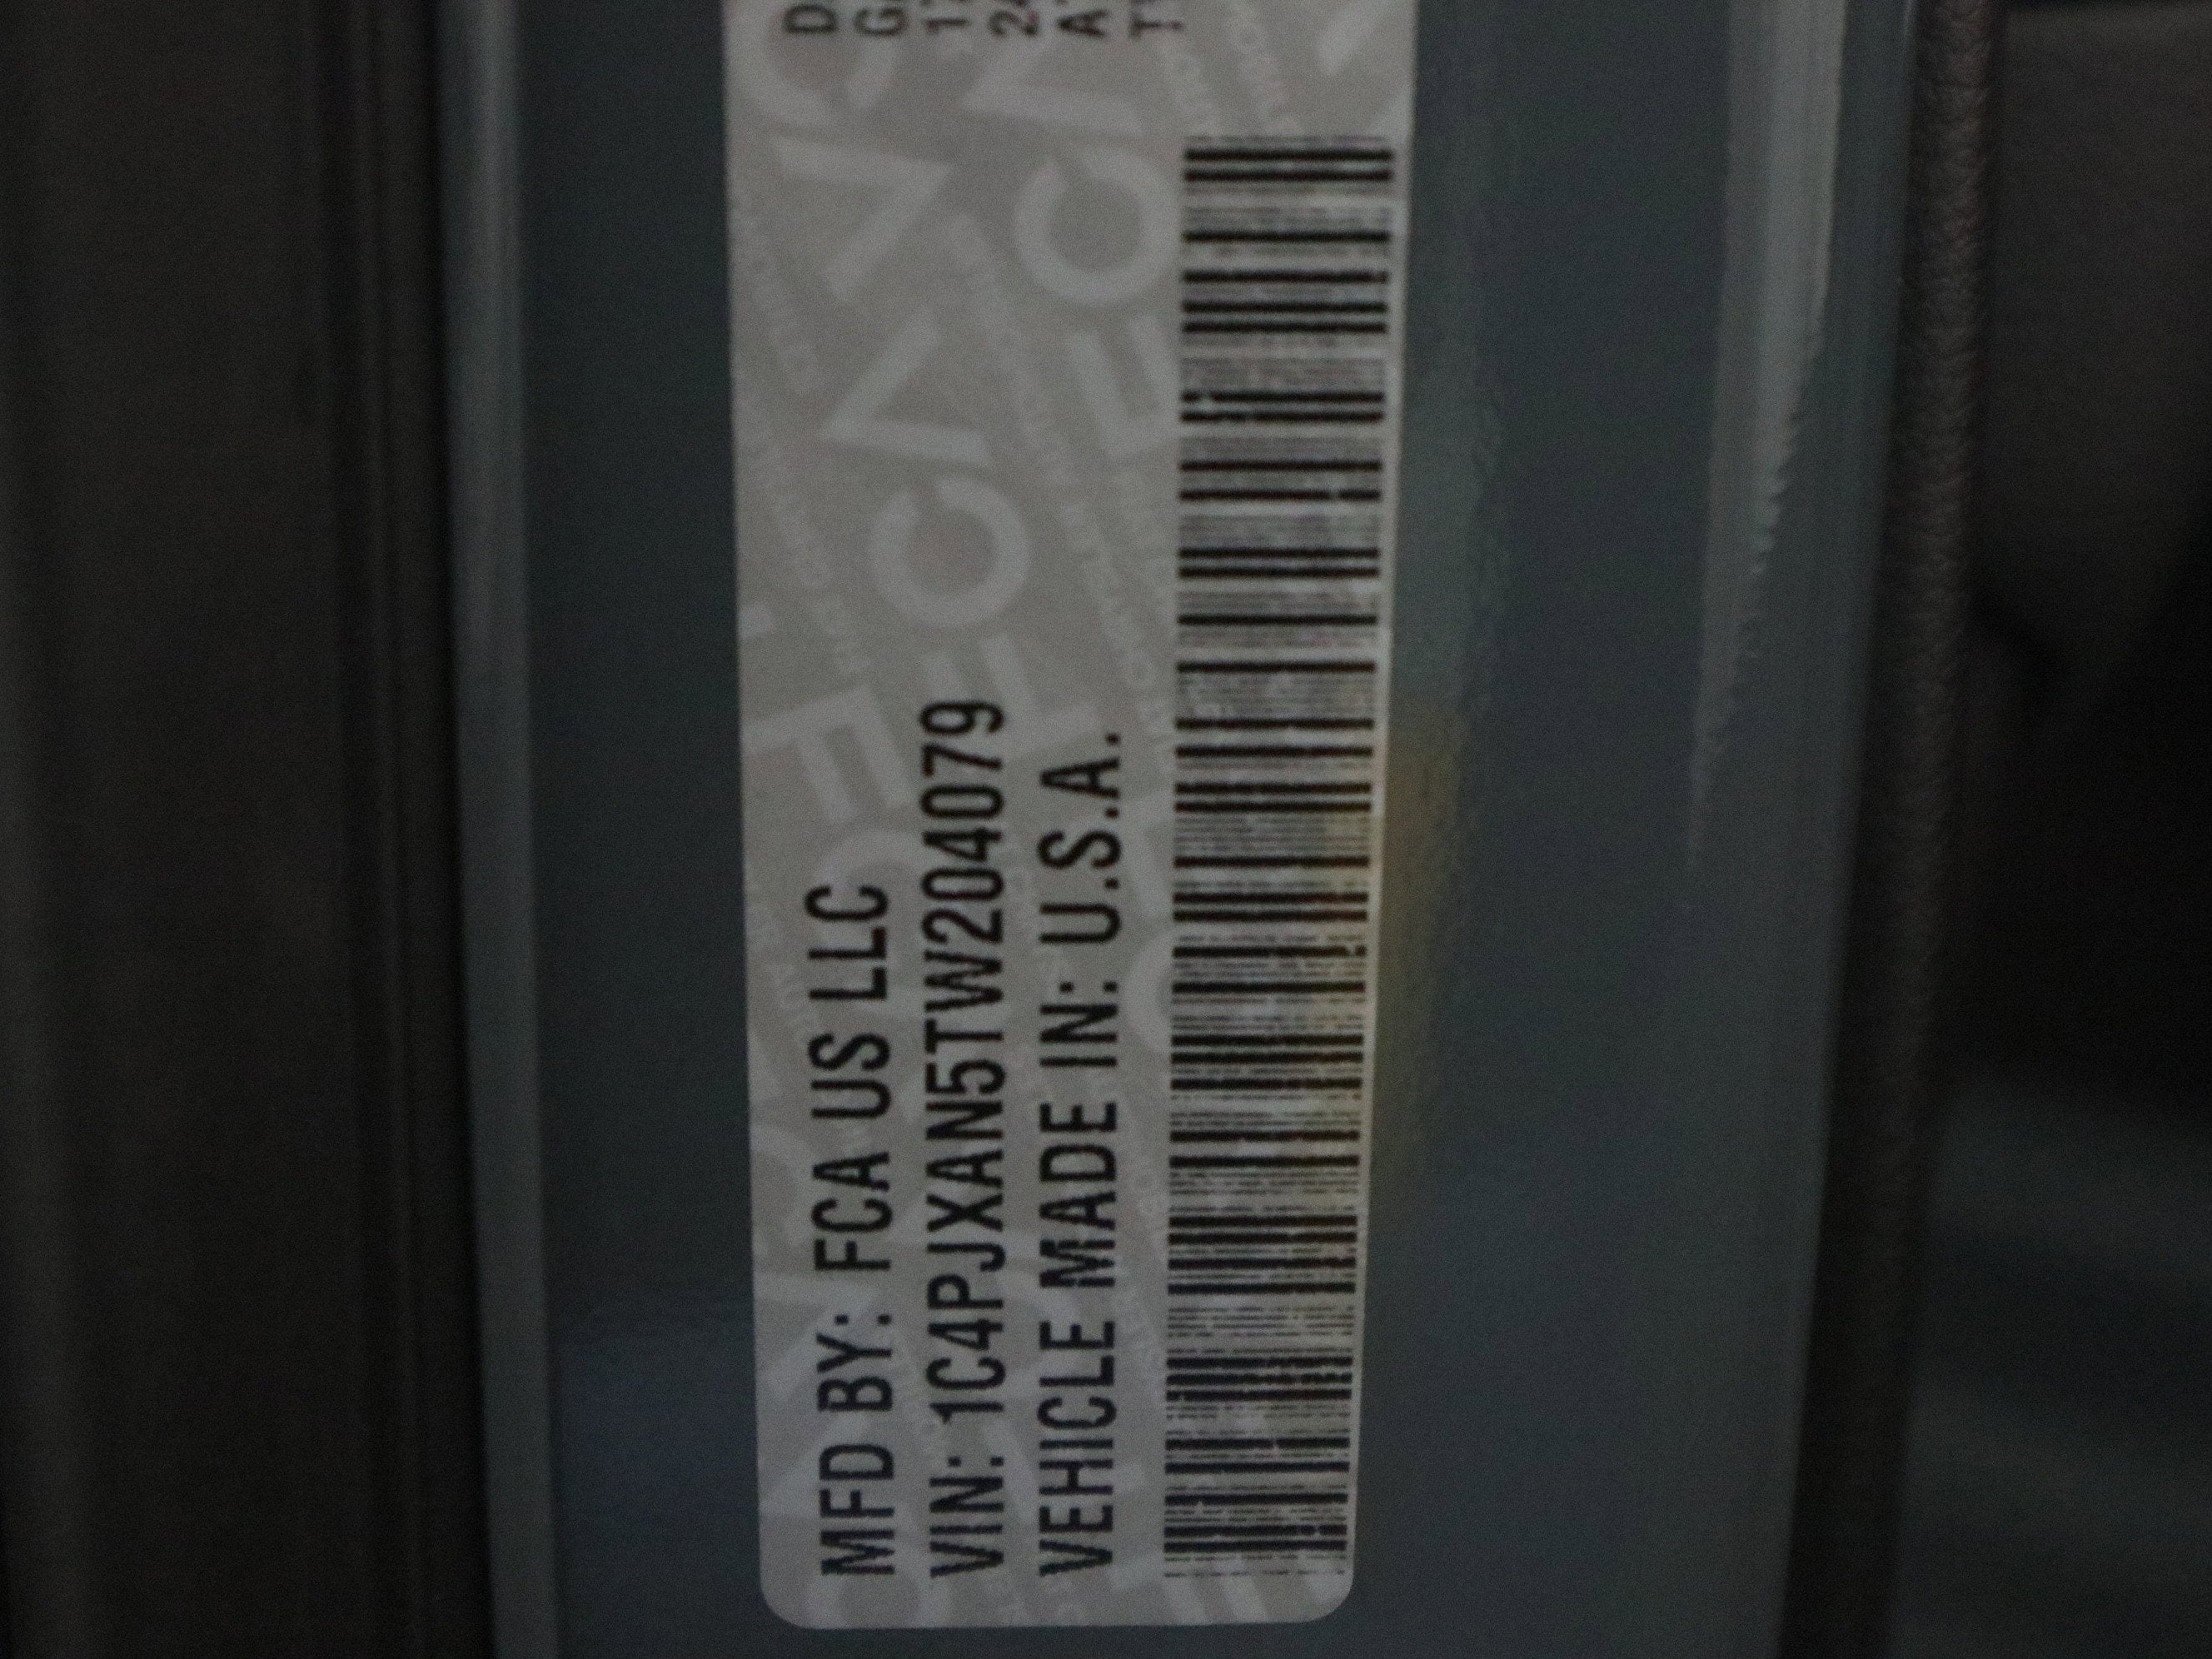 MFD BY: FCA US LLC
VIN: 1C4PJXAN5TW204079
VEHICLE MADE IN: U.S.A.